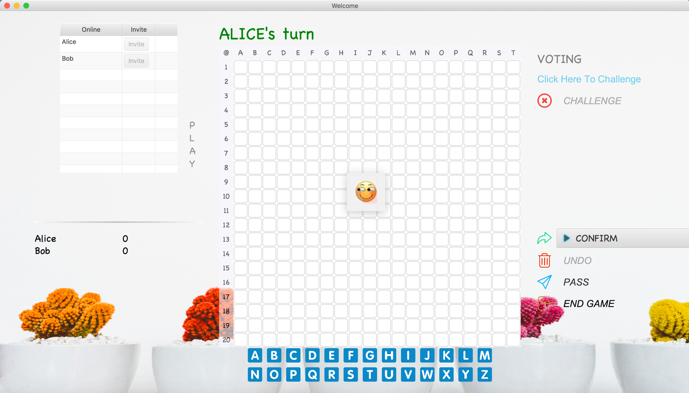 Welcome
Online Invite
Alice Invite
Bob Invite
P
L
A
Y
Alice 0
Bob 0
ALICE's turn
@ A B C D E F G H I J K L M N O P Q R S T
1
2
3
4
5
6
7
8
9
10
11
12
13
14
15
16
17
18
19
20
A B C D E F G H I J K L M
N O P Q R S T U V W X Y Z
VOTING
Click Here To Challenge
CHALLENGE
CONFIRM
UNDO
PASS
END GAME